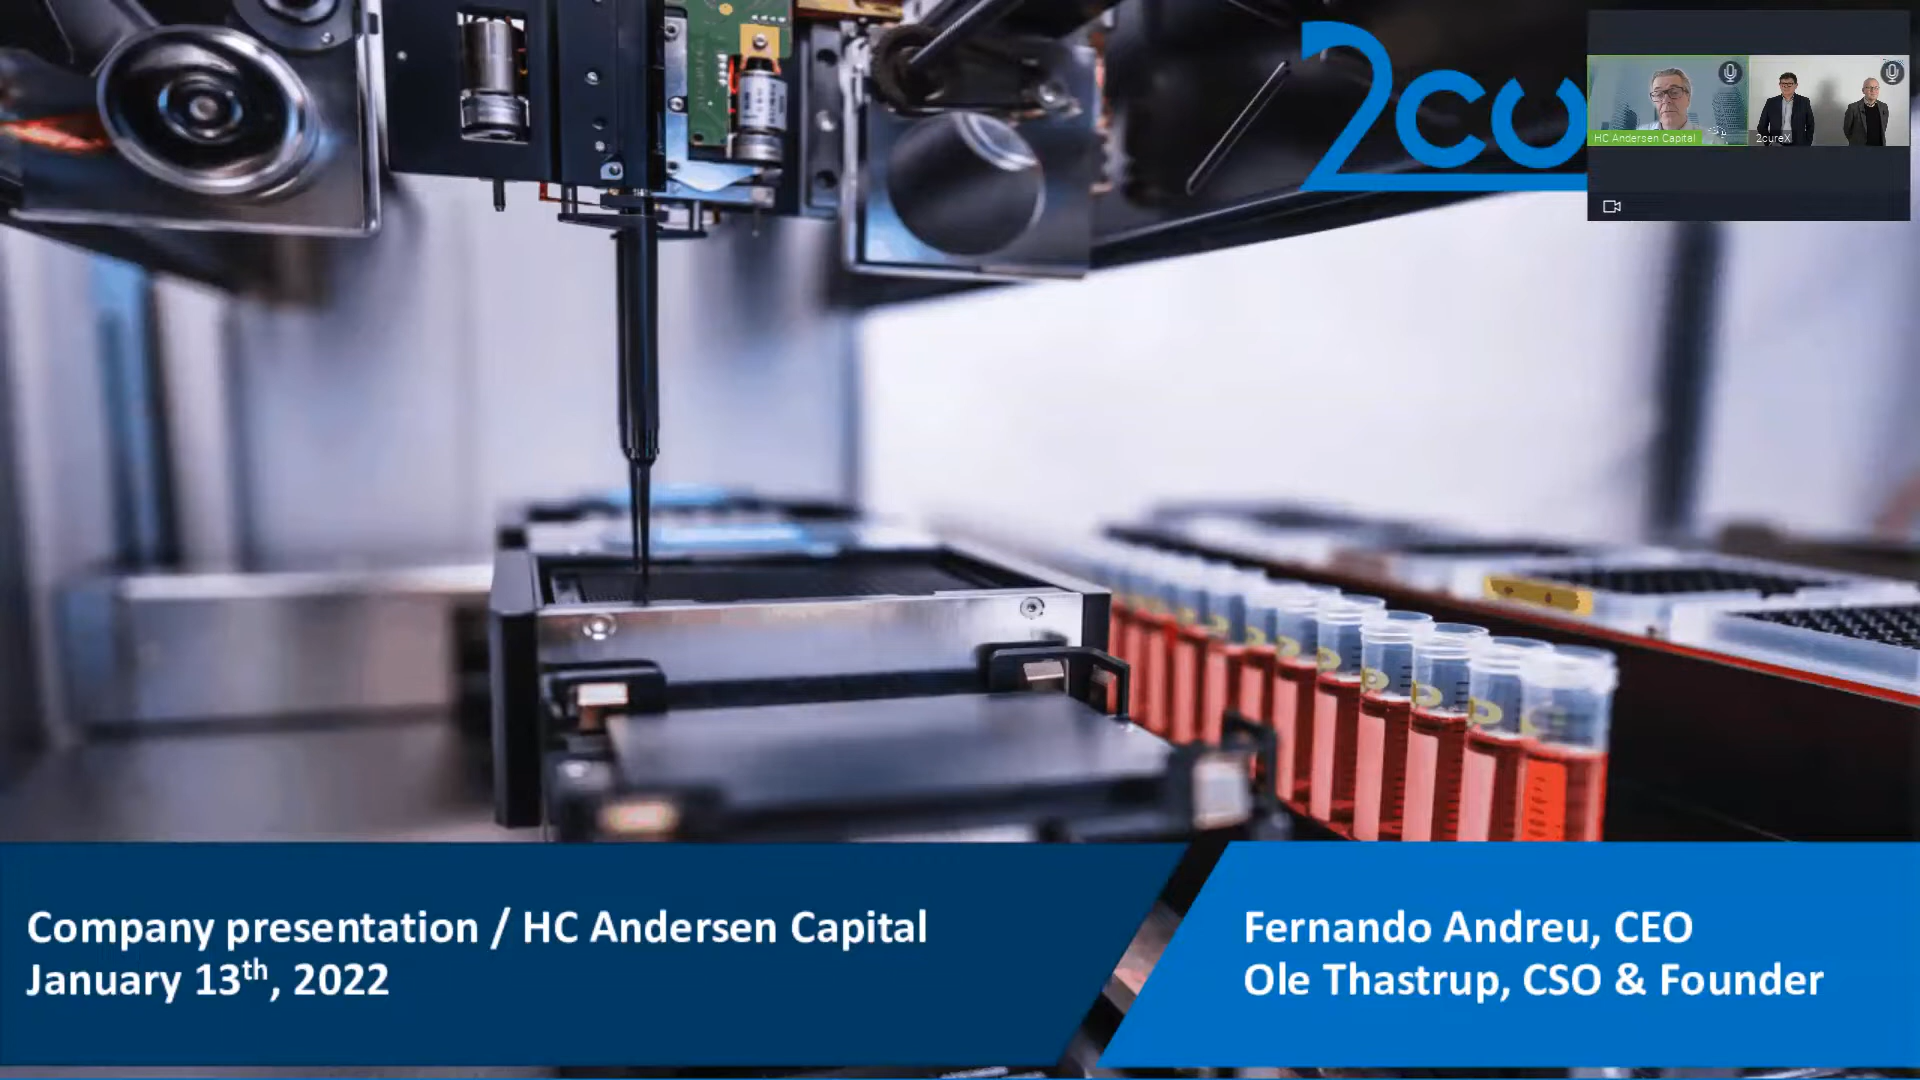 2cu
HC Andersen Capital
2cureX
Company presentation / HC Andersen Capital
January 13th, 2022
Fernando Andreu, CEO
Ole Thastrup, CSO & Founder